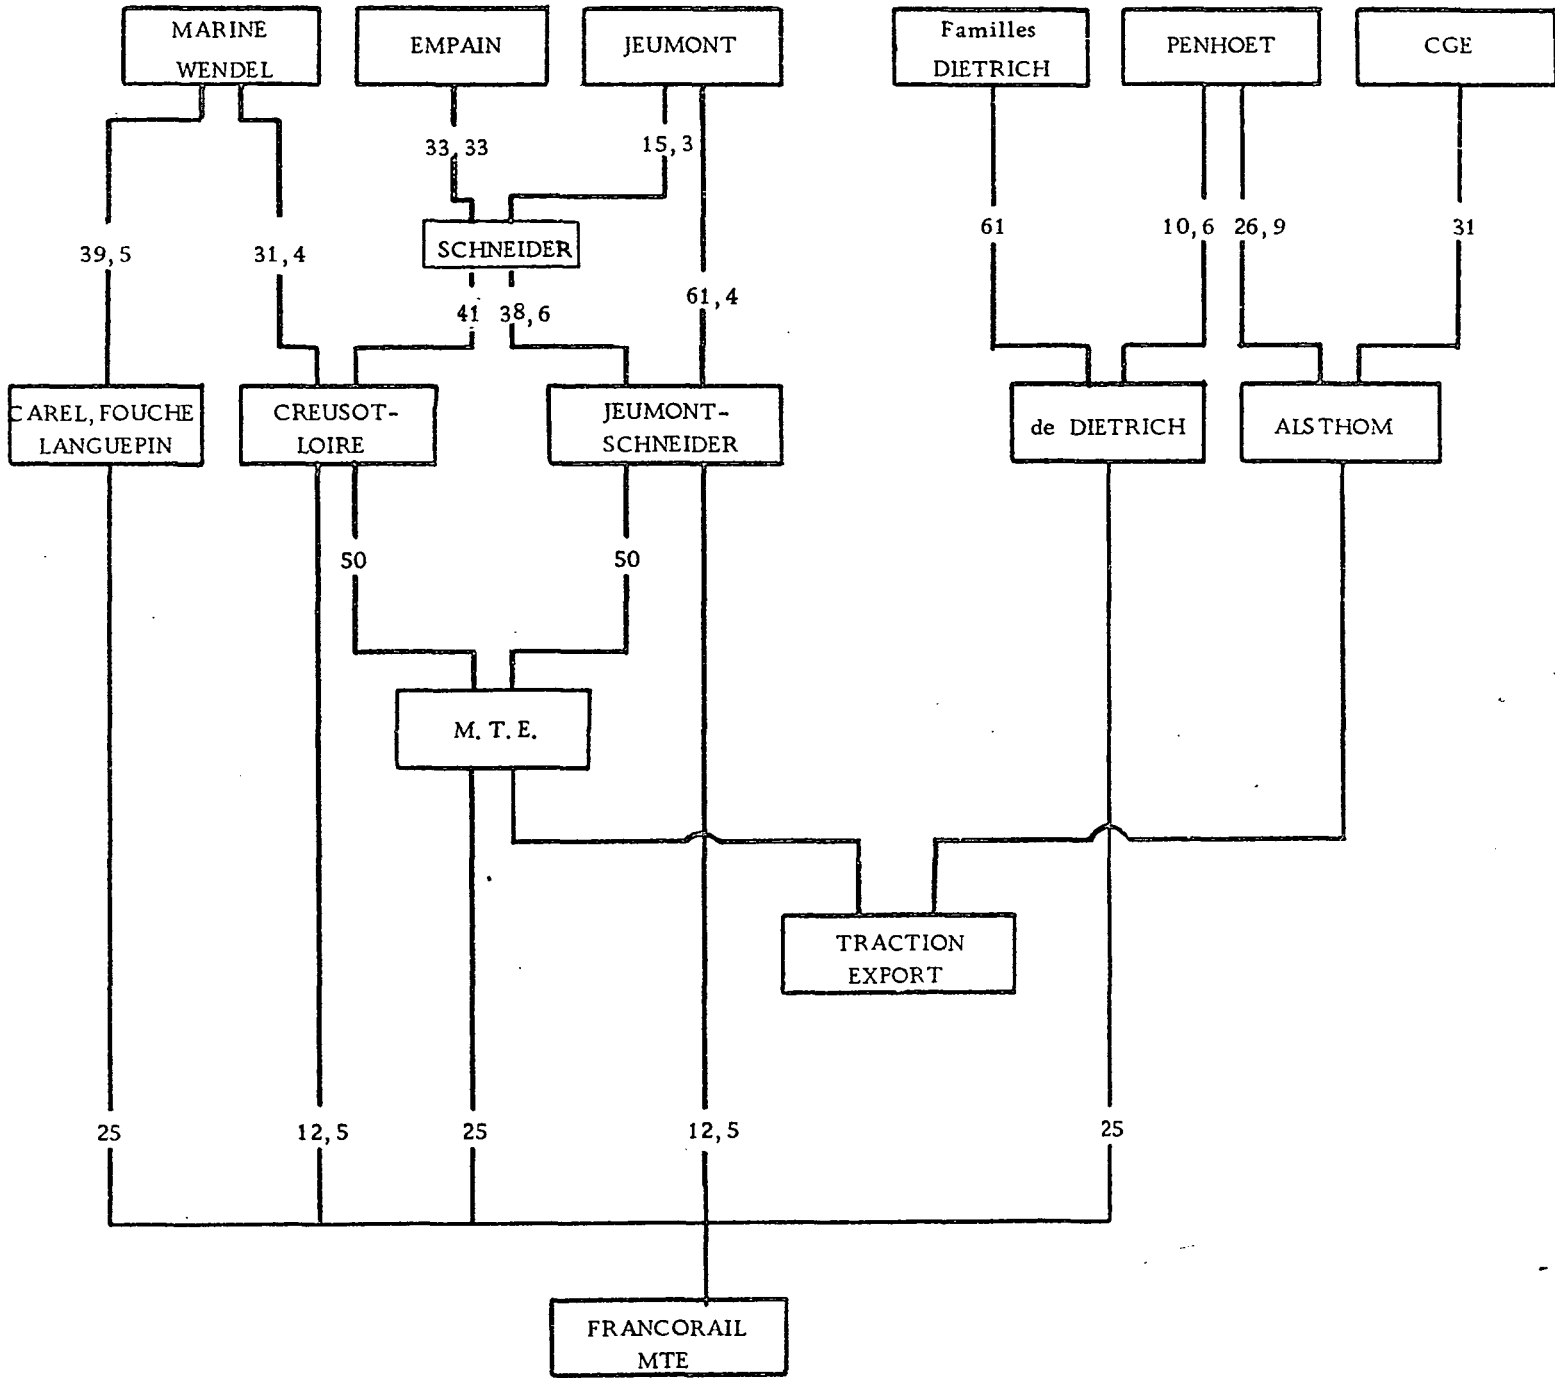 MARINE
WENDEL
EMPAIN
JEUMONT
Familles
DIETRICH
PENHOET
CGE
33,33
15,3
39,5
31,4
SCHNEIDER
61
10,6
26,9
31
41
38,6
61,4
CAREL, FOUCHE
LANGUEPIN
CREUSOT-
LOIRE
JEUMONT-
SCHNEIDER
de DIETRICH
ALSTHOM
50
50
M. T. E.
TRACTION
EXPORT
25
12,5
25
12,5
25
FRANCORAIL
MTE